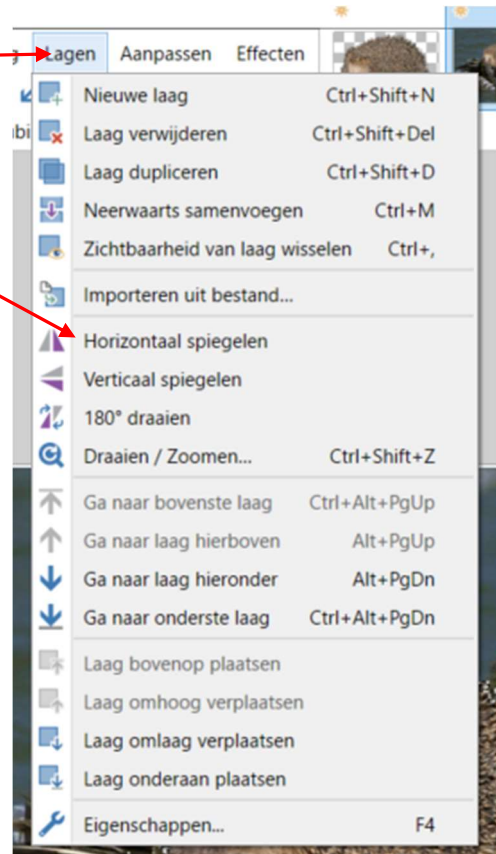 Lagen Aanpassen Effecten
Nieuwe laag Ctrl+Shift+N
Laag verwijderen Ctrl+Shift+Del
Laag dupliceren Ctrl+Shift+D
Neerwaarts samenvoegen Ctrl+M
Zichtbaarheid van laag wisselen Ctrl+,
Importeren uit bestand...
Horizontaal spiegelen
Verticaal spiegelen
180° draaien
Draaien / Zoomen... Ctrl+Shift+Z
Ga naar bovenste laag Ctrl+Alt+PgUp
Ga naar laag hierboven Alt+PgUp
Ga naar laag hieronder Alt+PgDn
Ga naar onderste laag Ctrl+Alt+PgDn
Laag bovenop plaatsen
Laag omhoog verplaatsen
Laag omlaag verplaatsen
Laag onderaan plaatsen
Eigenschappen... F4